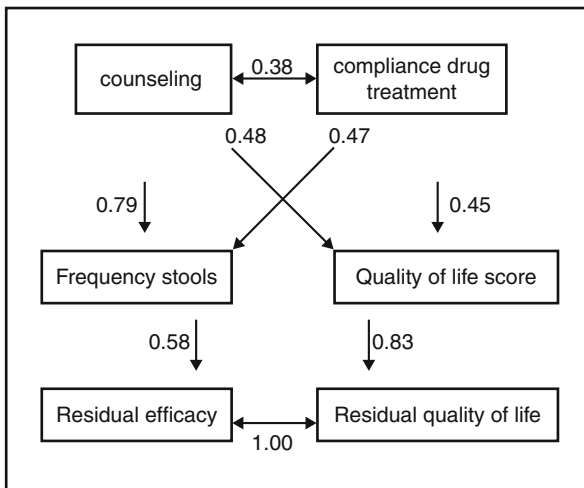 counseling
0.38
compliance drug
treatment
0.48
0.47
0.79
0.45
Frequency stools
Quality of life score
0.58
0.83
Residual efficacy
Residual quality of life
1.00